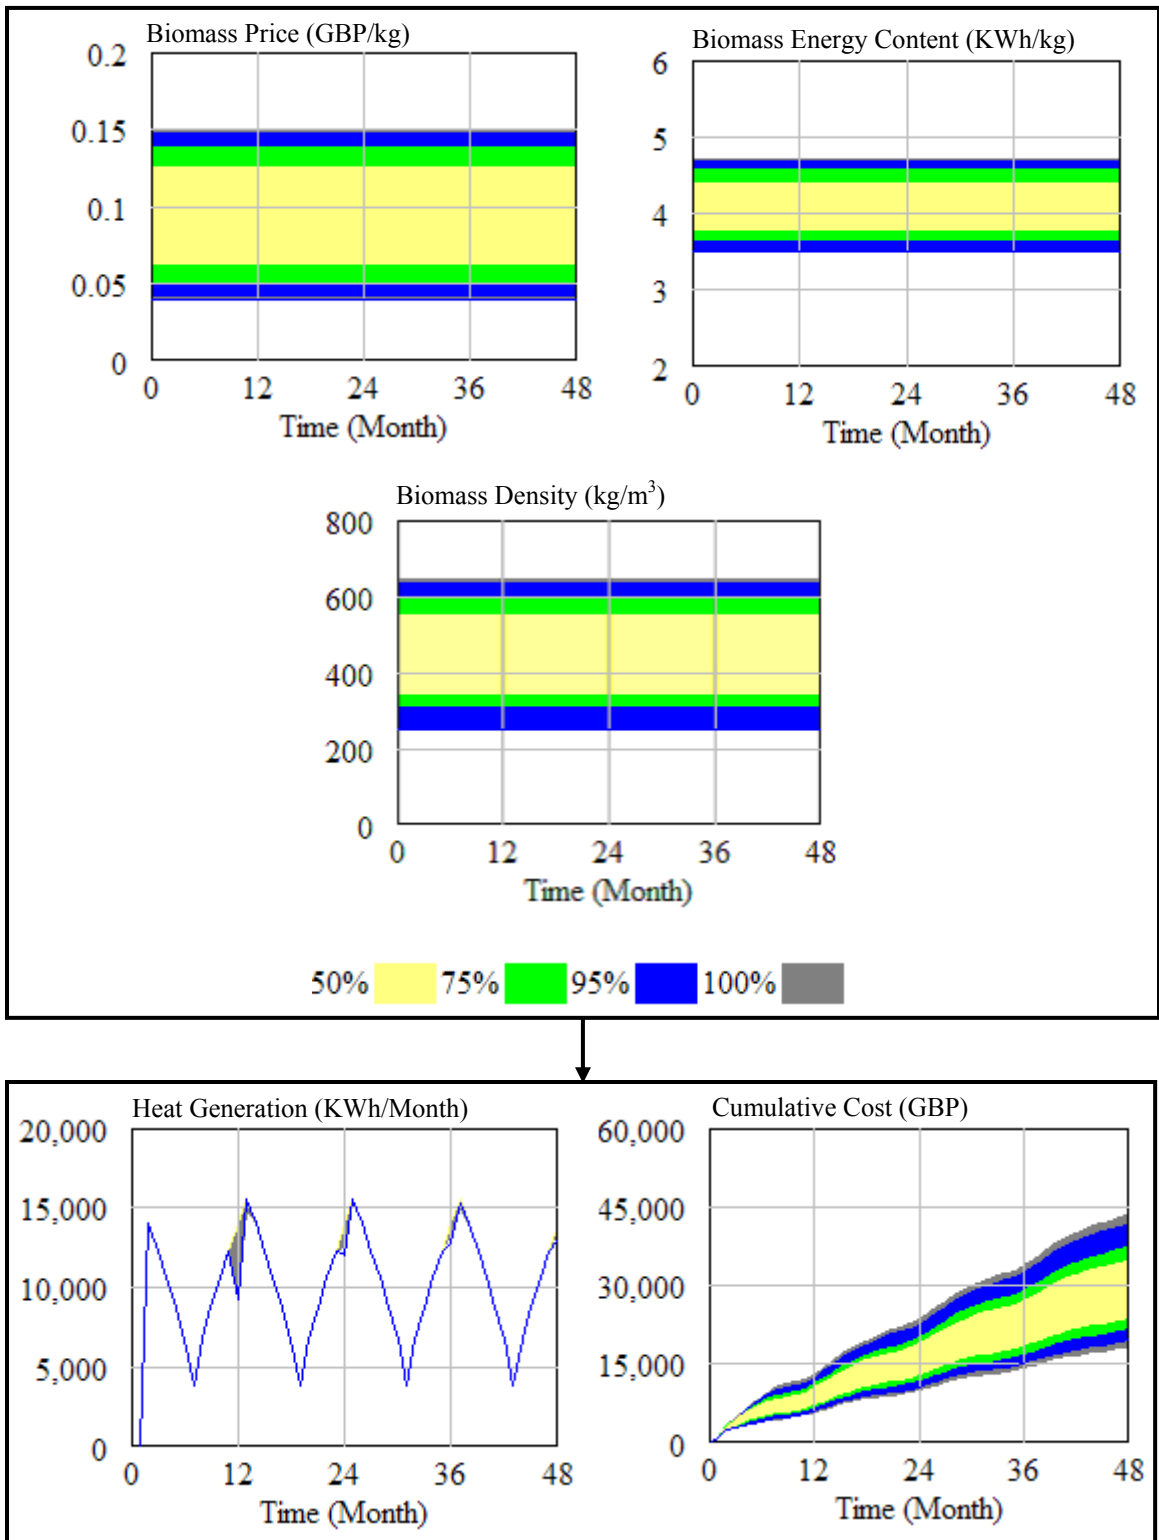 Biomass Price (GBP/kg)
0.2
0.15
0.1
0.05
0
0 12 24 36 48
Time (Month)
Biomass Energy Content (KWh/kg)
6
5
4
3
2
0 12 24 36 48
Time (Month)
Biomass Density (kg/m³)
800
600
400
200
0
0 12 24 36 48
Time (Month)
50% 75% 95% 100%
Heat Generation (KWh/Month)
20,000
15,000
10,000
5,000
0
0 12 24 36 48
Time (Month)
Cumulative Cost (GBP)
60,000
45,000
30,000
15,000
0
0 12 24 36 48
Time (Month)